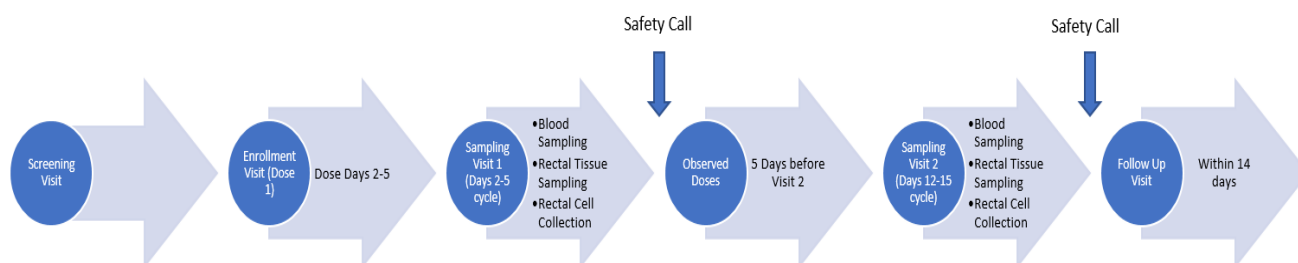 Safety Call
Safety Call
Screening
Visit
Enrollment
Visit (Dose
1)
Dose Days 2-5
Sampling
Visit 1
(Days 2-5
cycle)
•Blood
Sampling
•Rectal Tissue
Sampling
•Rectal Cell
Collection
Observed
Doses
5 Days before
Visit 2
Sampling
Visit 2
(Days 12-15
cycle)
•Blood
Sampling
•Rectal Tissue
Sampling
•Rectal Cell
Collection
Follow Up
Visit
Within 14
days